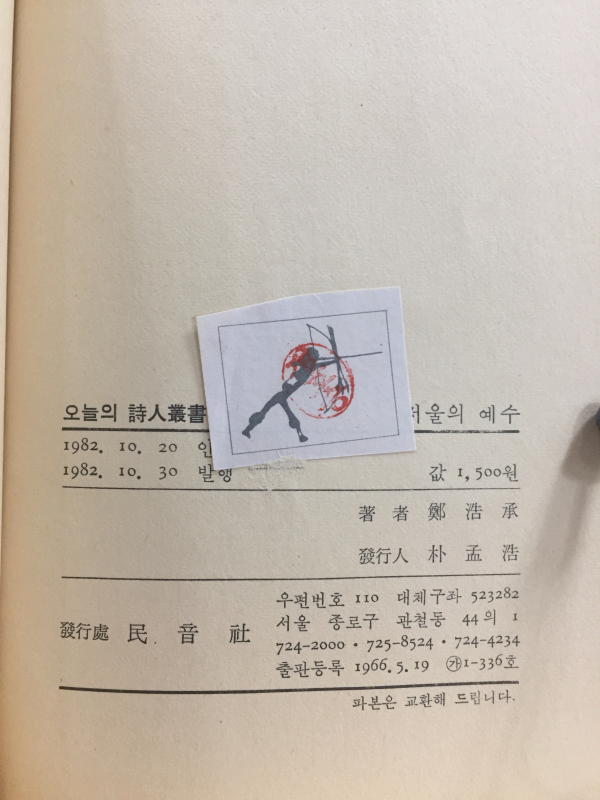 오늘의 詩人叢書 서울의 예수
1982. 10. 20 인
1982. 10. 30 발행 값 1,500원
著者 鄭浩承
發行人 朴孟浩
發行處 民音社
우편번호 110 대체구좌 523282
서울 종로구 관철동 44의 1
724-2000・725-8524・724-4234
출판등록 1966.5.19 ㉮1-336호
파본은 교환해 드립니다.